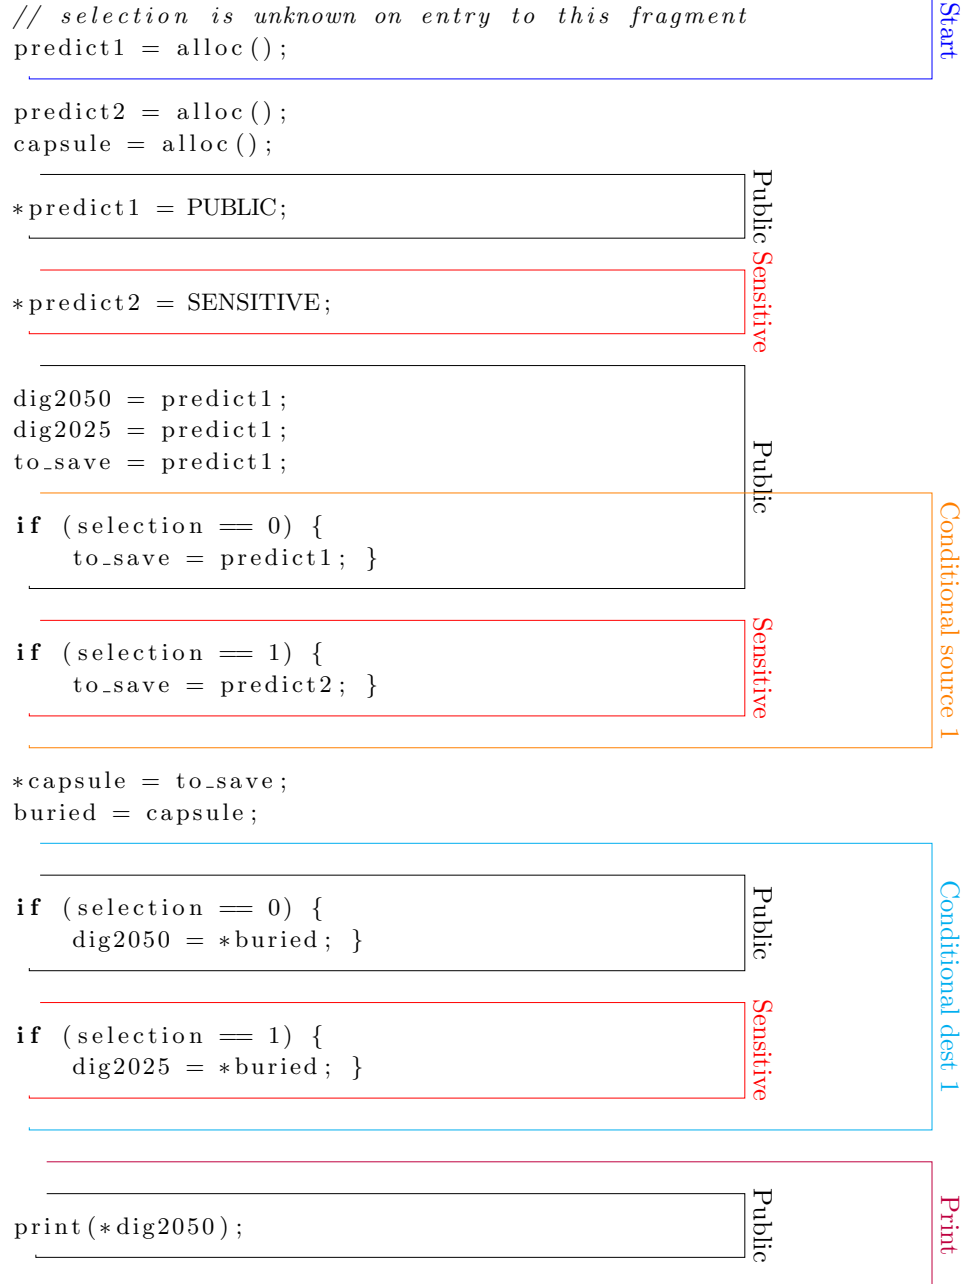 // selection is unknown on entry to this fragment
predict1 = alloc();
Start
predict2 = alloc();
capsule = alloc();
*predict1 = PUBLIC;
Public
*predict2 = SENSITIVE;
Sensitive
dig2050 = predict1;
dig2025 = predict1;
to_save = predict1;
Public
if (selection == 0) {
    to_save = predict1; }
Conditional source 1
if (selection == 1) {
    to_save = predict2; }
Sensitive
*capsule = to_save;
buried = capsule;
if (selection == 0) {
    dig2050 = *buried; }
Public
Conditional dest 1
if (selection == 1) {
    dig2025 = *buried; }
Sensitive
print(*dig2050);
Public
Print